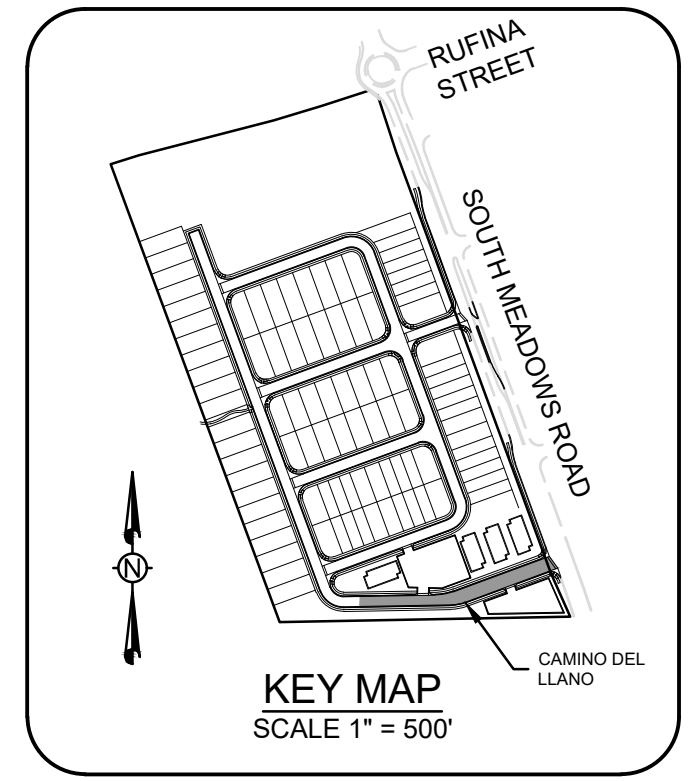 RUFINA
STREET
SOUTH MEADOWS ROAD
N
CAMINO DEL
LLANO
KEY MAP
SCALE 1" = 500'